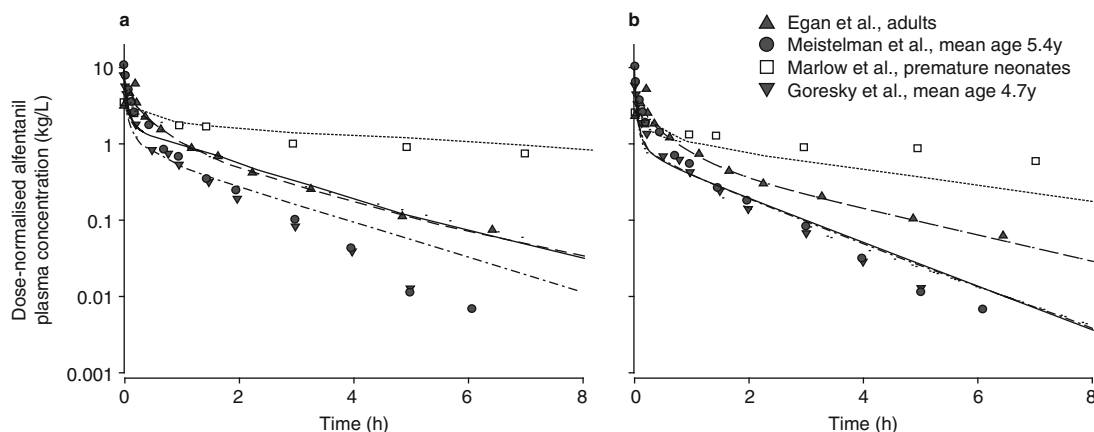 a
b
Egan et al., adults
Meistelman et al., mean age 5.4y
Marlow et al., premature neonates
Goresky et al., mean age 4.7y
Dose-normalised alfentanil
plasma concentration (kg/L)
10
1
0.1
0.01
0.001
0 2 4 6 8
0 2 4 6 8
Time (h)
Time (h)